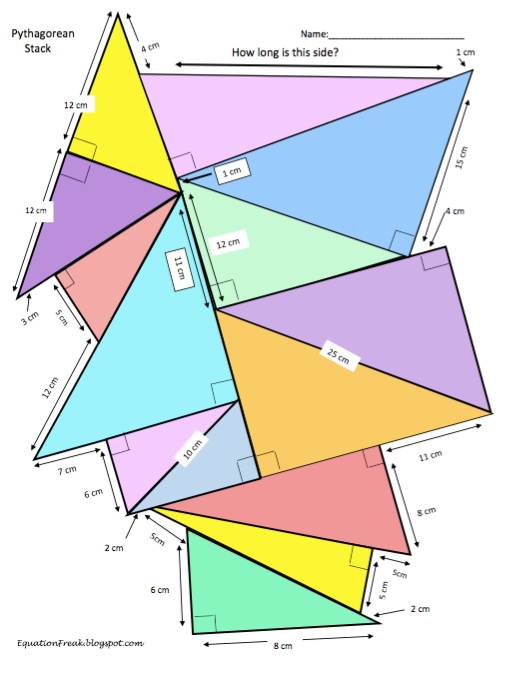 Pythagorean
Stack
Name:
How long is this side?
4 cm
1 cm
12 cm
15 cm
1 cm
12 cm
4 cm
12 cm
11 cm
3 cm
5 cm
25 cm
12 cm
10 cm
11 cm
7 cm
6 cm
8 cm
2 cm
5cm
5cm
6 cm
5 cm
2 cm
8 cm
EquationFreak.blogspot.com